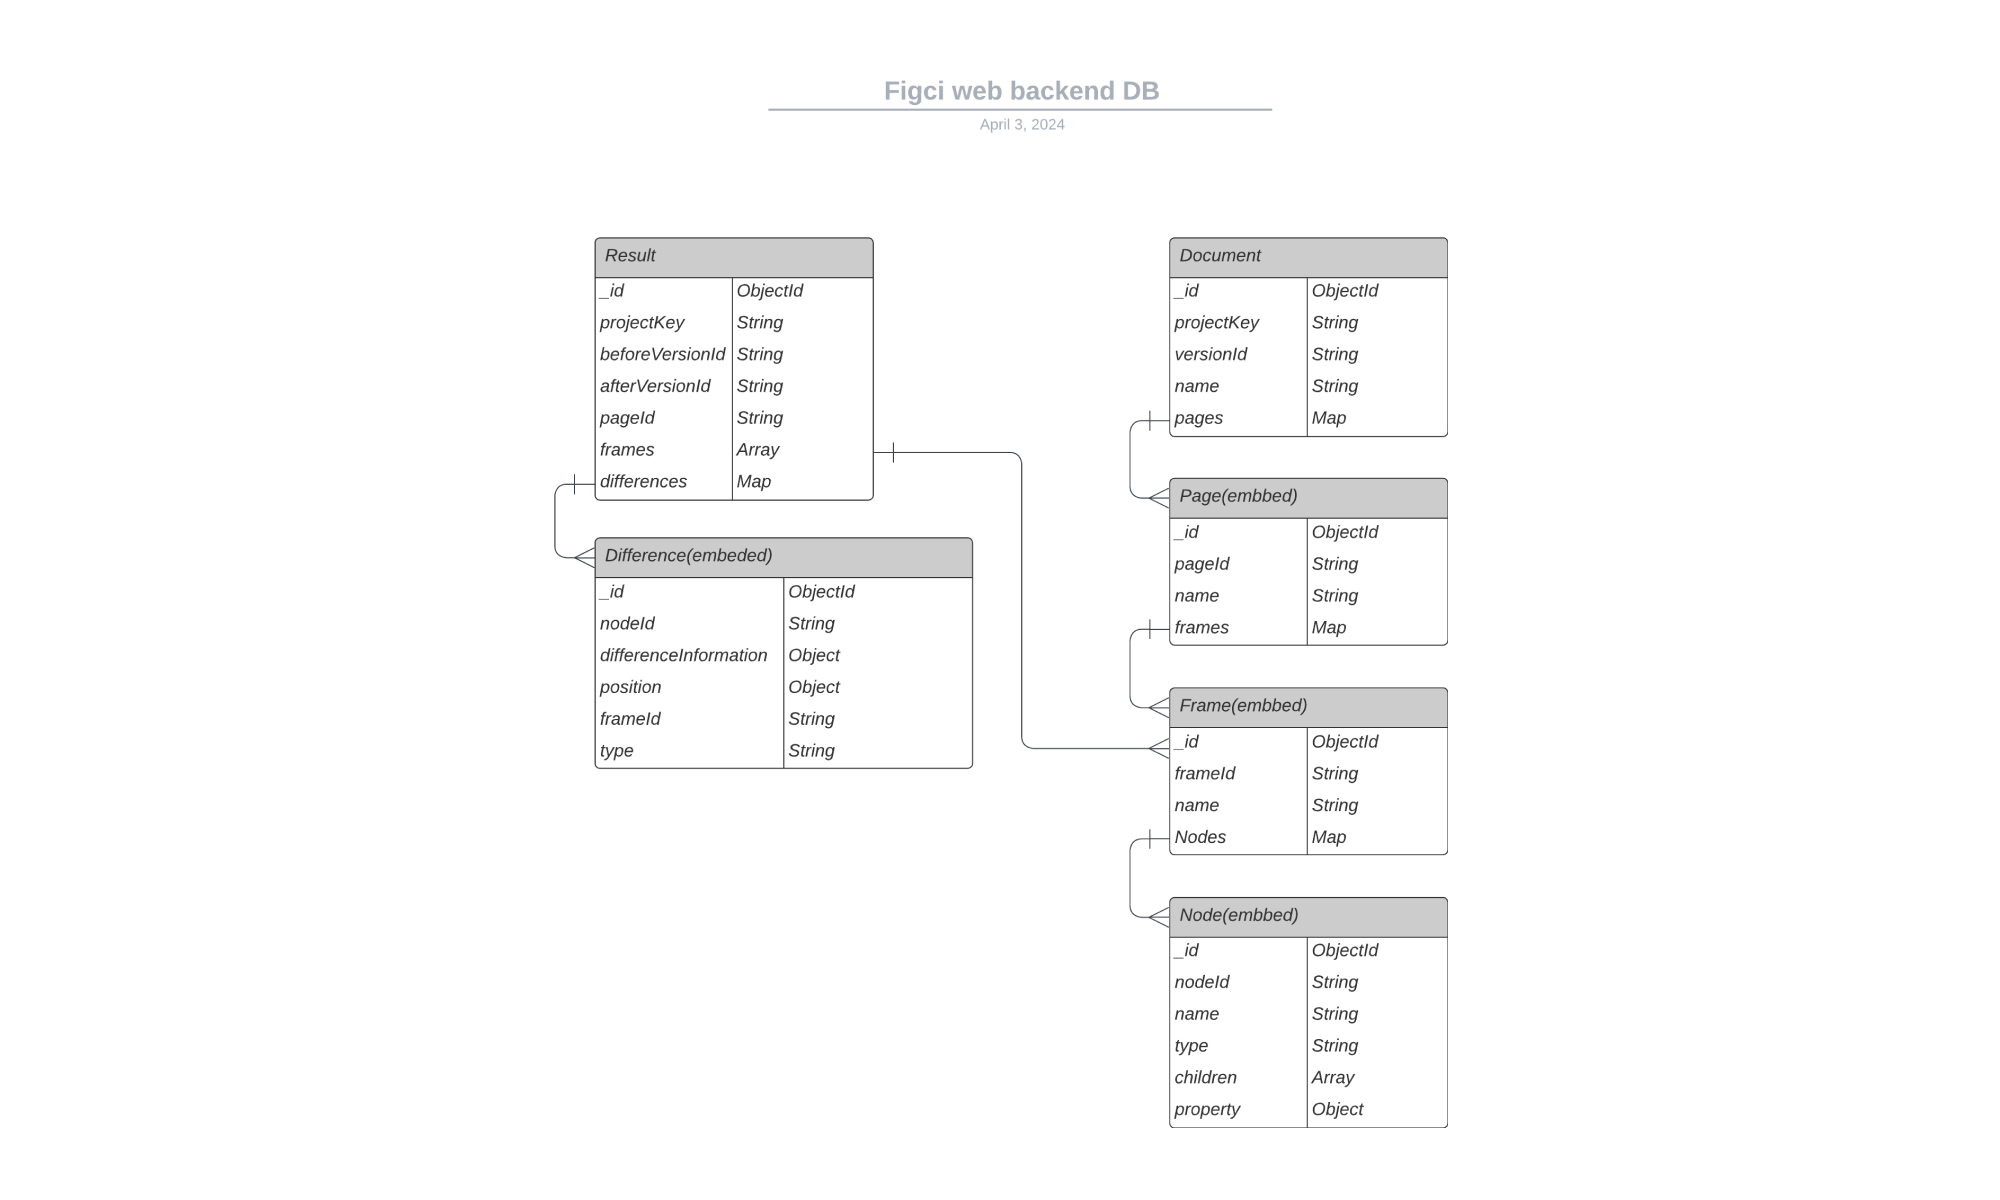 Figci web backend DB
April 3, 2024
Result
_id ObjectId
projectKey String
beforeVersionId String
afterVersionId String
pageId String
frames Array
differences Map
Difference(embeded)
_id ObjectId
nodeId String
differenceInformation Object
position Object
frameId String
type String
Document
_id ObjectId
projectKey String
versionId String
name String
pages Map
Page(embbed)
_id ObjectId
pageId String
name String
frames Map
Frame(embbed)
_id ObjectId
frameId String
name String
Nodes Map
Node(embbed)
_id ObjectId
nodeId String
name String
type String
children Array
property Object